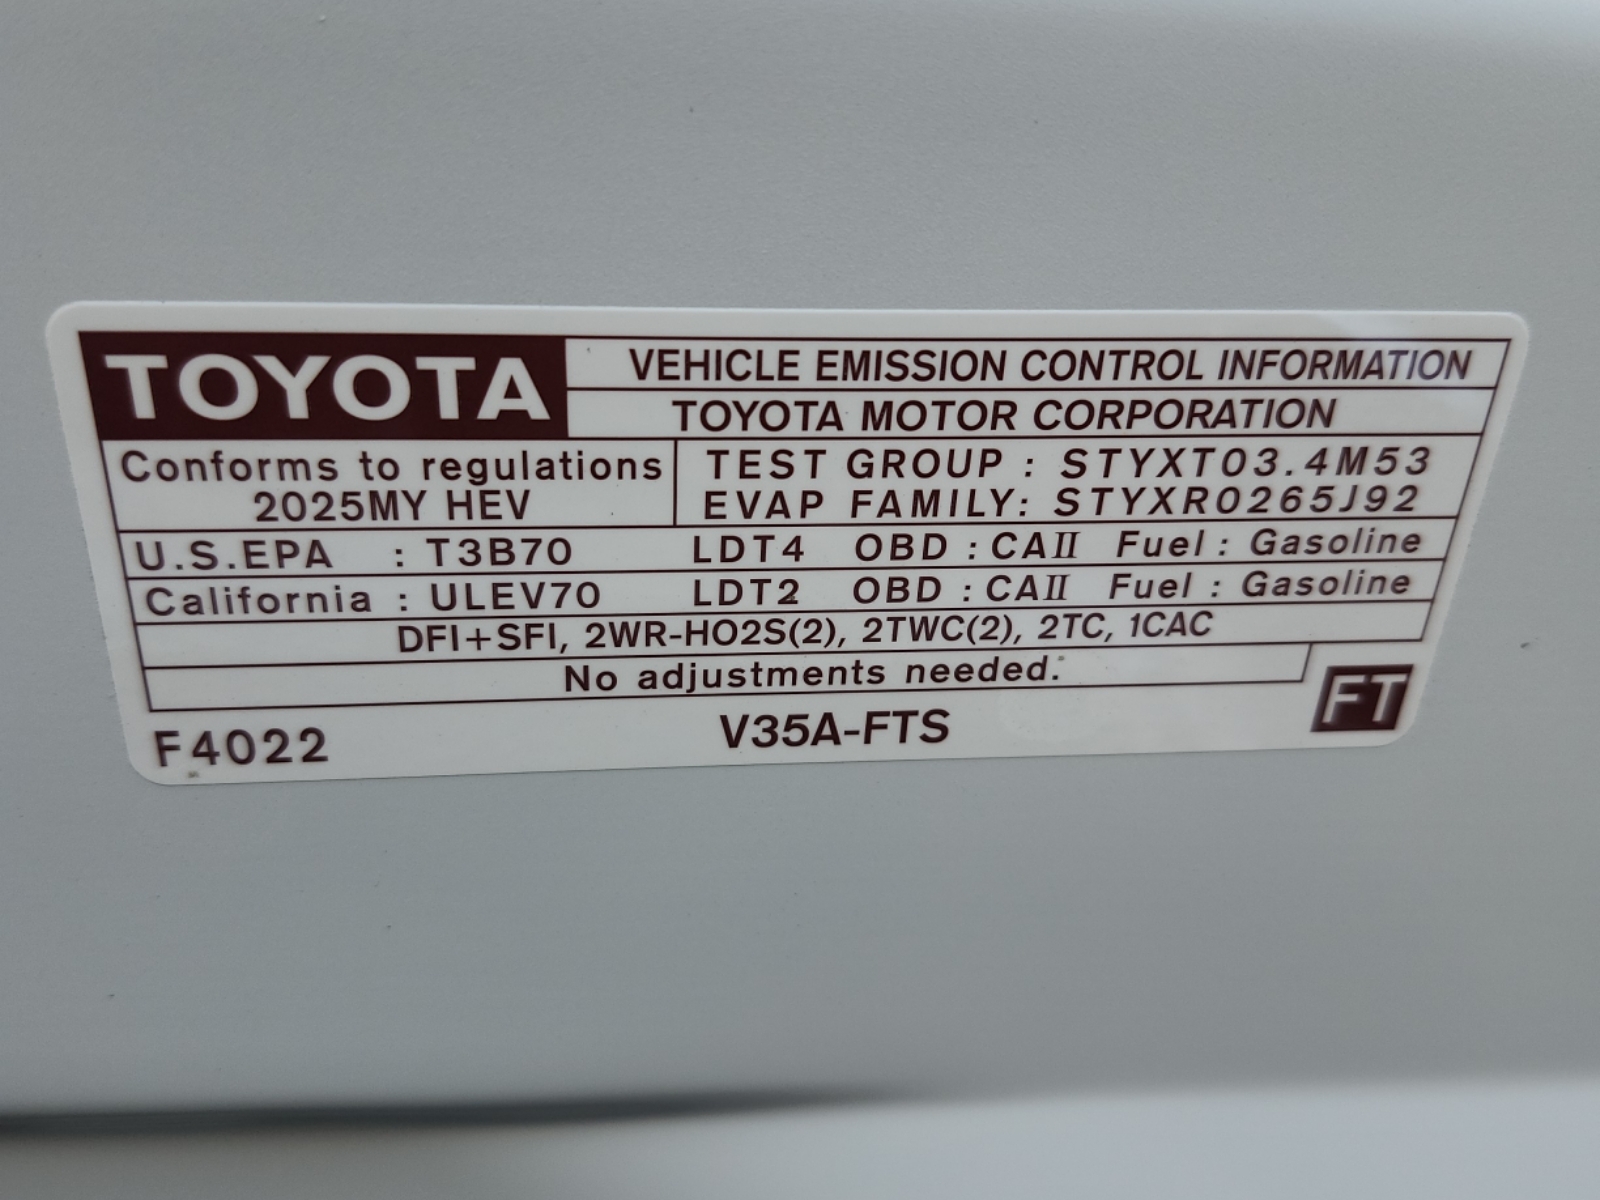 TOYOTA
VEHICLE EMISSION CONTROL INFORMATION
TOYOTA MOTOR CORPORATION
Conforms to regulations
2025MY HEV
TEST GROUP : STYXT03.4M53
EVAP FAMILY: STYXR0265J92
U.S.EPA : T3B70 LDT4 OBD : CAII Fuel : Gasoline
California : ULEV70 LDT2 OBD : CAII Fuel : Gasoline
DFI+SFI, 2WR-HO2S(2), 2TWC(2), 2TC, 1CAC
No adjustments needed.
F4022
V35A-FTS
FT